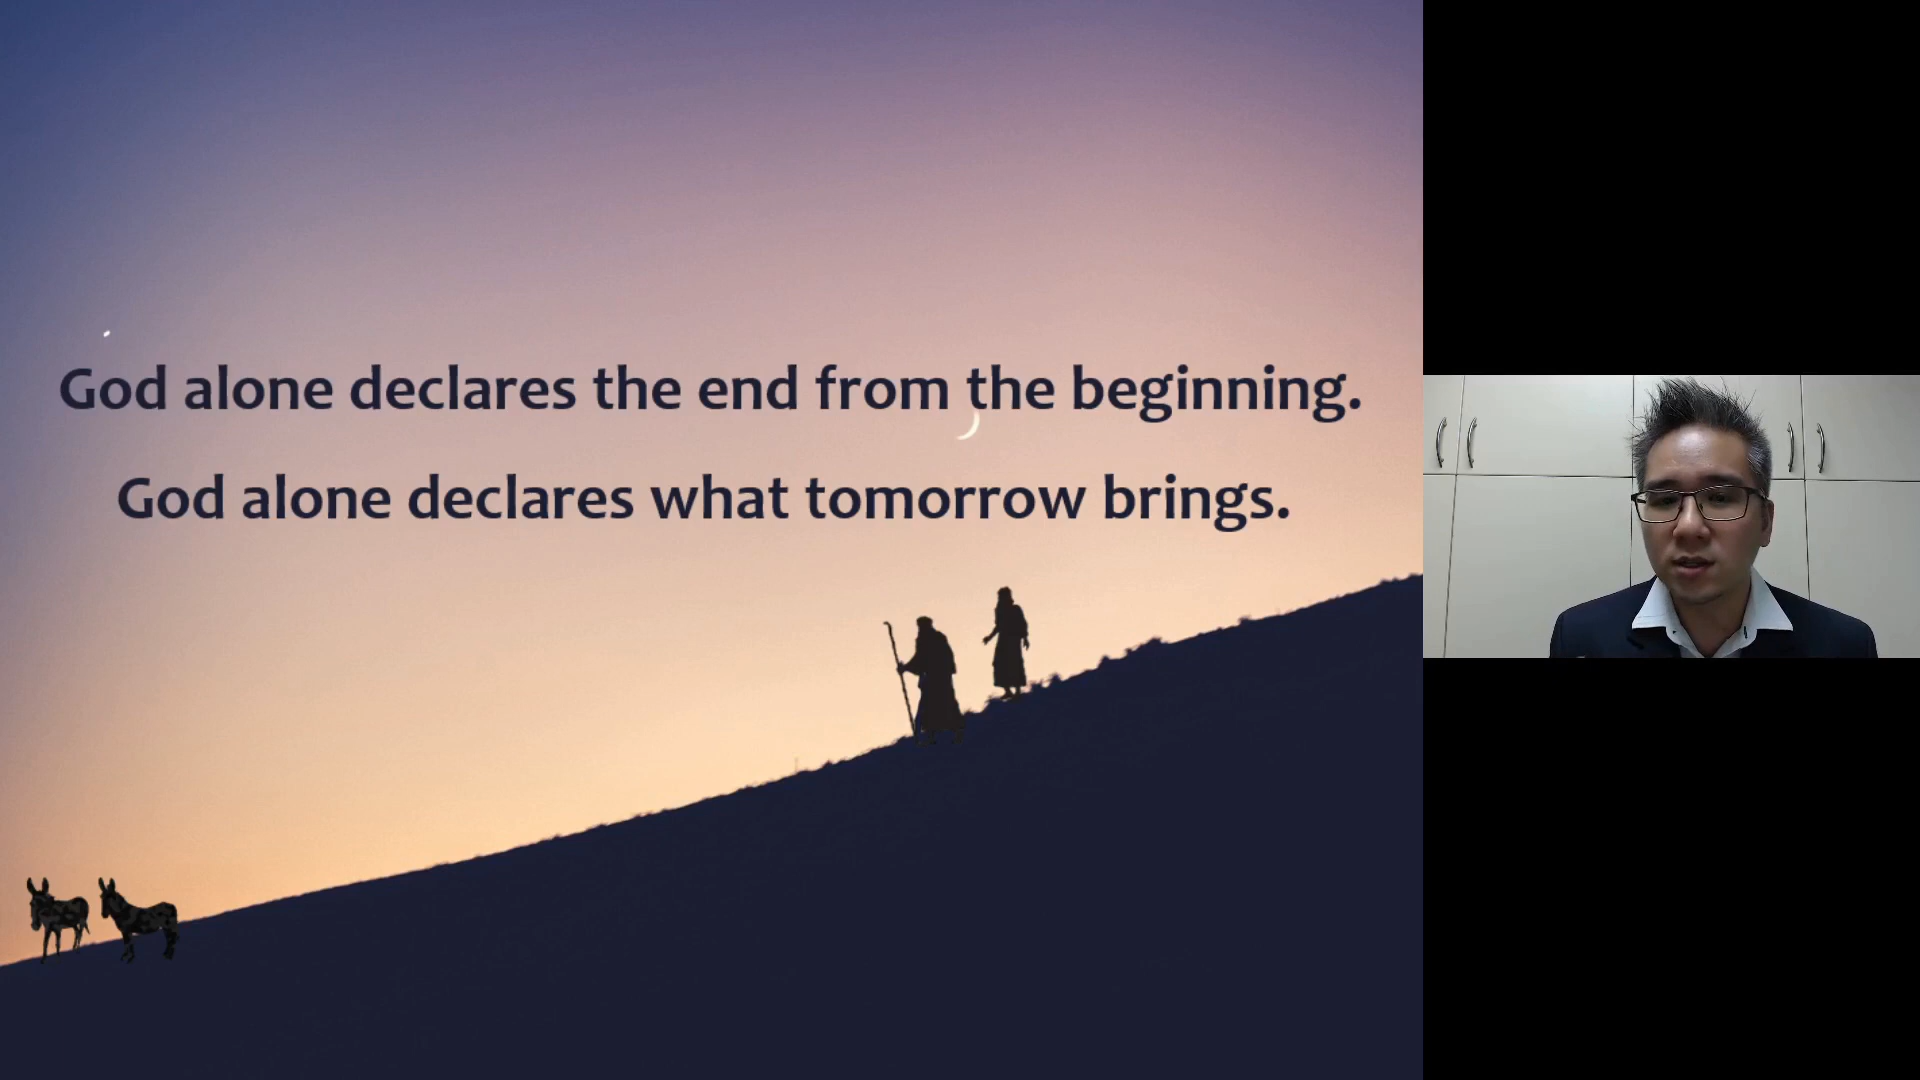 God alone declares the end from the beginning.
God alone declares what tomorrow brings.